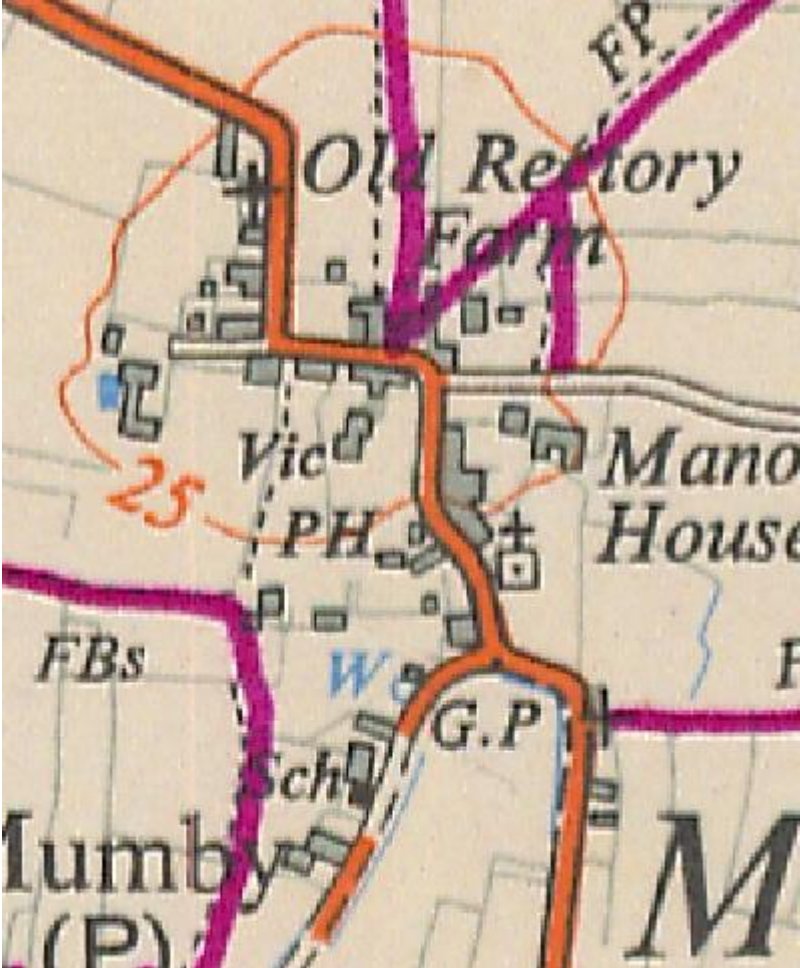 FP
Old Rectory
Farm
Vic
25
PH
Mano
House
FBs
G.P
Sch
Mumby
(P)
M